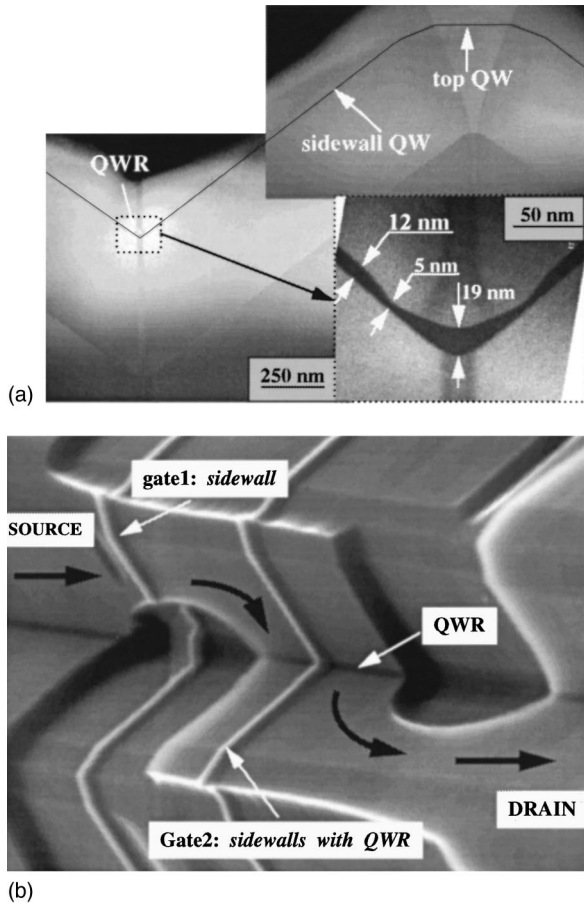 top QW
sidewall QW
QWR
50 nm
12 nm
5 nm
19 nm
250 nm
(a)
gate1: sidewall
SOURCE
QWR
DRAIN
Gate2: sidewalls with QWR
(b)